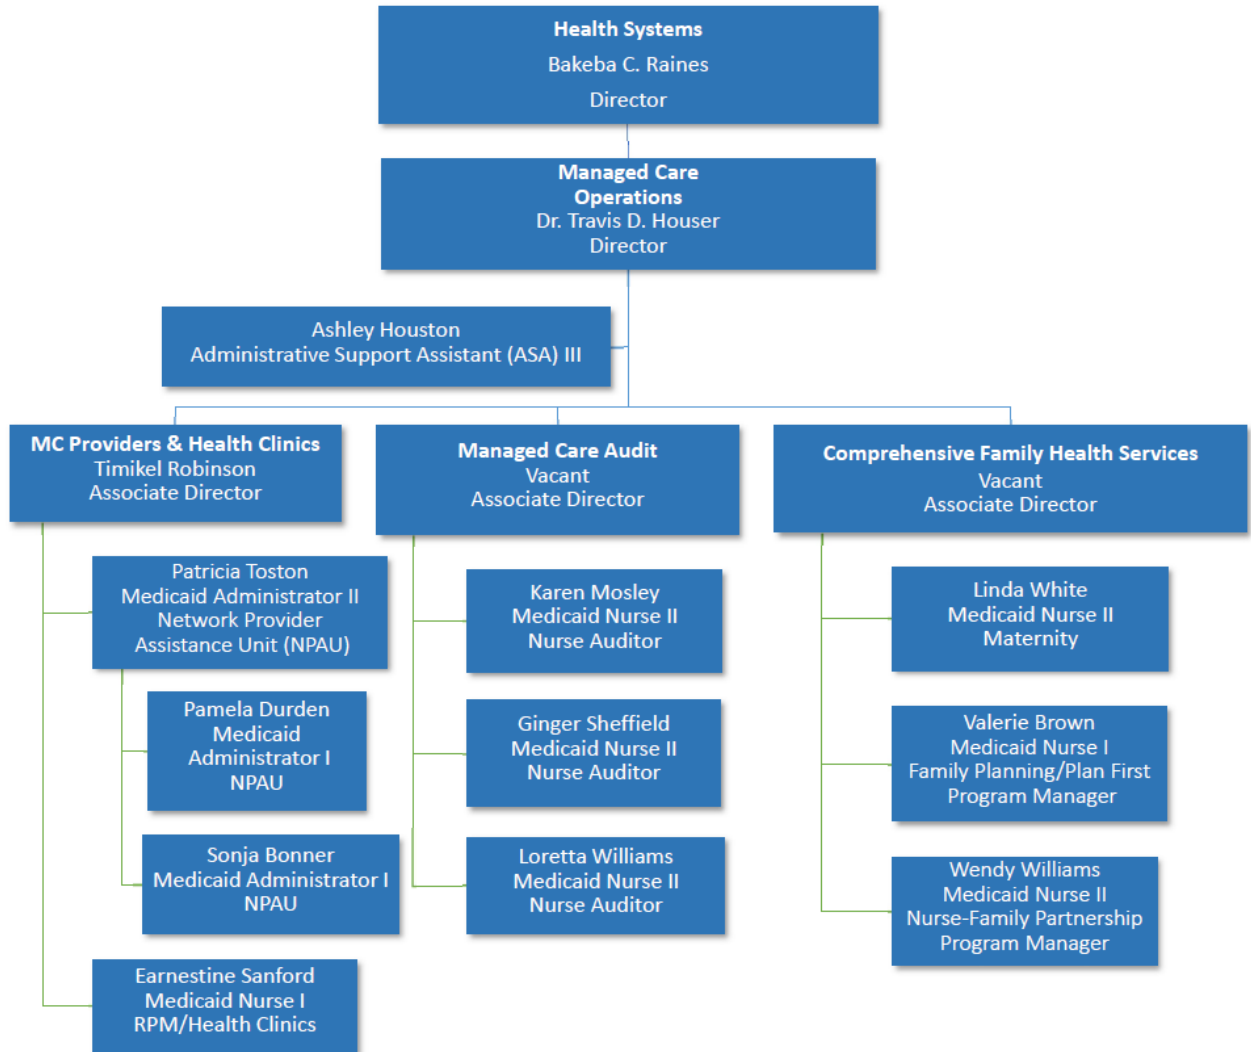 Health Systems
Bakeba C. Raines
Director
Managed Care
Operations
Dr. Travis D. Houser
Director
Ashley Houston
Administrative Support Assistant (ASA) III
MC Providers & Health Clinics
Timikel Robinson
Associate Director
Patricia Toston
Medicaid Administrator II
Network Provider
Assistance Unit (NPAU)
Pamela Durden
Medicaid
Administrator I
NPAU
Sonja Bonner
Medicaid Administrator I
NPAU
Earnestine Sanford
Medicaid Nurse I
RPM/Health Clinics
Managed Care Audit
Vacant
Associate Director
Karen Mosley
Medicaid Nurse II
Nurse Auditor
Ginger Sheffield
Medicaid Nurse II
Nurse Auditor
Loretta Williams
Medicaid Nurse II
Nurse Auditor
Comprehensive Family Health Services
Vacant
Associate Director
Linda White
Medicaid Nurse II
Maternity
Valerie Brown
Medicaid Nurse I
Family Planning/Plan First
Program Manager
Wendy Williams
Medicaid Nurse II
Nurse-Family Partnership
Program Manager